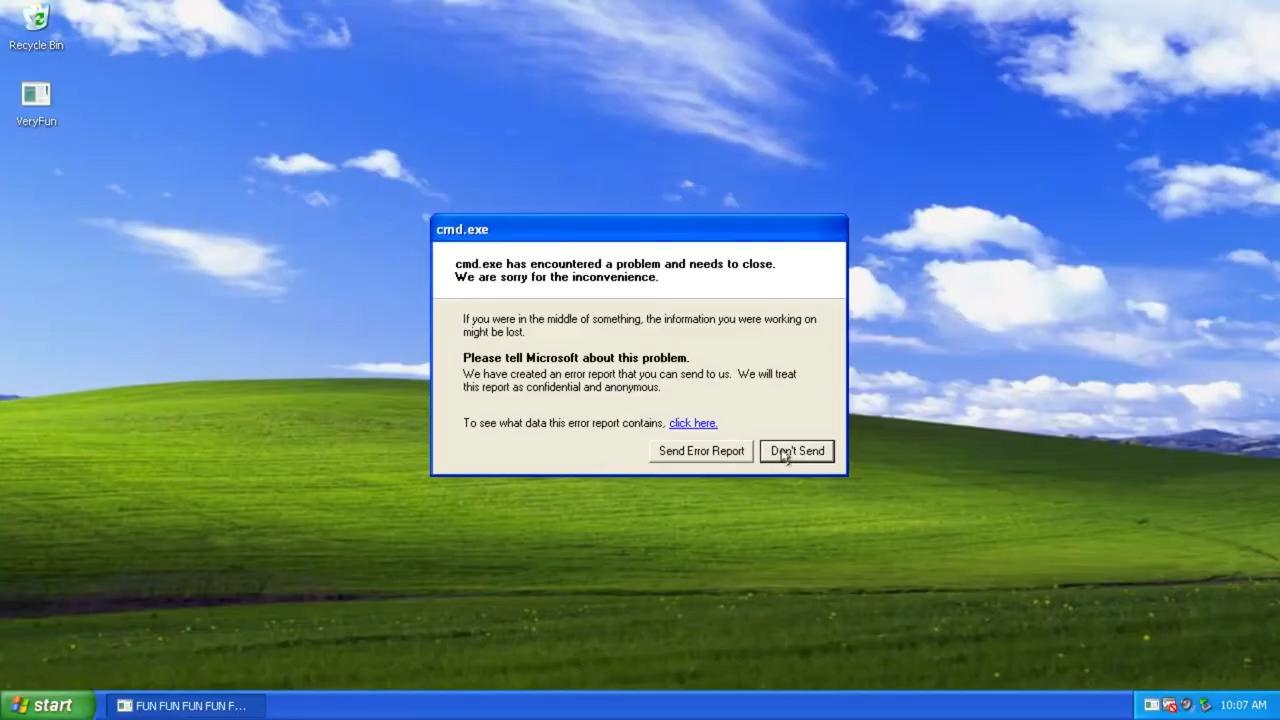 Recycle Bin
VeryFun
cmd.exe
cmd.exe has encountered a problem and needs to close.
We are sorry for the inconvenience.
If you were in the middle of something, the information you were working on
might be lost.
Please tell Microsoft about this problem.
We have created an error report that you can send to us. We will treat
this report as confidential and anonymous.
To see what data this error report contains, click here.
Send Error Report
Don't Send
start
FUN FUN FUN FUN F...
10:07 AM